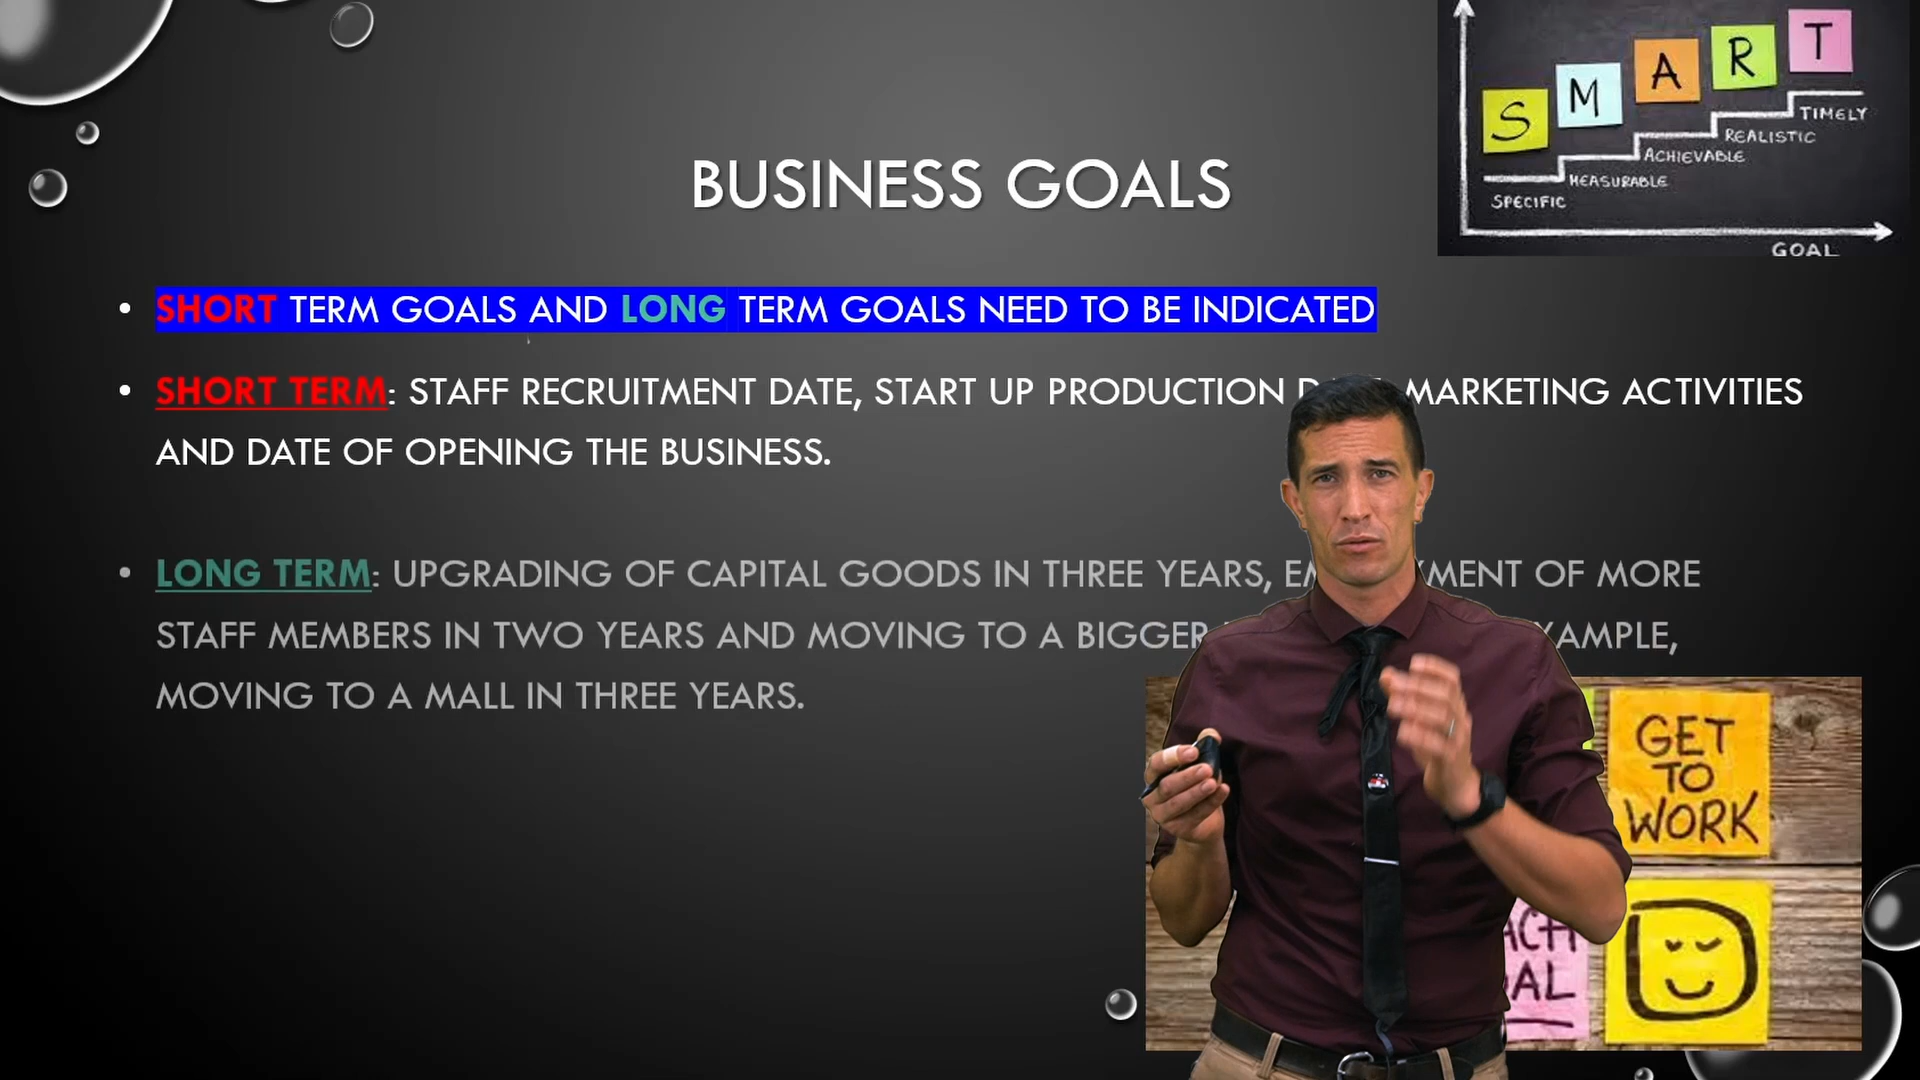 S M A R T
TIMELY
REALISTIC
ACHIEVABLE
MEASURABLE
SPECIFIC
GOAL
BUSINESS GOALS
• SHORT TERM GOALS AND LONG TERM GOALS NEED TO BE INDICATED
• SHORT TERM: STAFF RECRUITMENT DATE, START UP PRODUCTION MARKETING ACTIVITIES
AND DATE OF OPENING THE BUSINESS.
• LONG TERM: UPGRADING OF CAPITAL GOODS IN THREE YEARS, OF MORE
STAFF MEMBERS IN TWO YEARS AND MOVING TO A BIGGER
MOVING TO A MALL IN THREE YEARS.
GET
TO
WORK